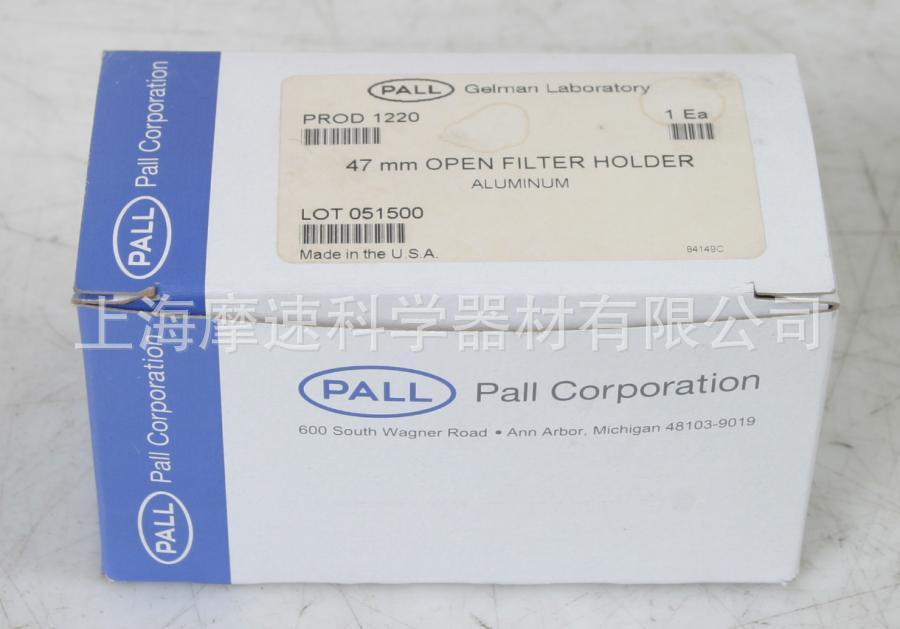 PALL Gelman Laboratory
PROD 1220
1 Ea
47 mm OPEN FILTER HOLDER
ALUMINUM
LOT 051500
Made in the U.S.A.
84149C
PALL Pall Corporation
上海摩速科学器材有限公司
PALL Pall Corporation
PALL Pall Corporation
600 South Wagner Road • Ann Arbor, Michigan 48103-9019